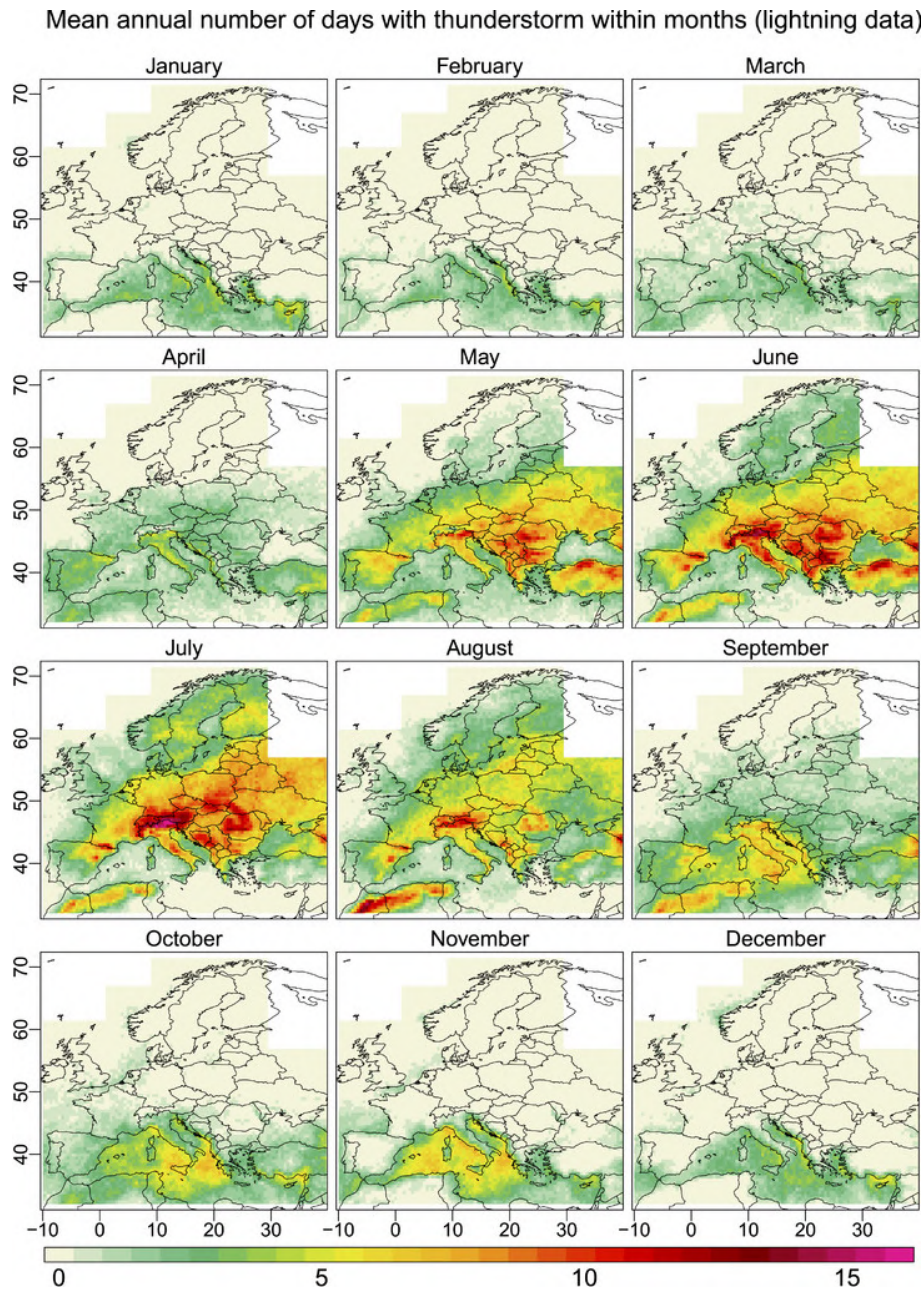 Mean annual number of days with thunderstorm within months (lightning data)
January February March
70
60
50
40
April May June
70
60
50
40
July August September
70
60
50
40
October November December
70
60
50
40
−10 0 10 20 30 −10 0 10 20 30 −10 0 10 20 30
0 5 10 15